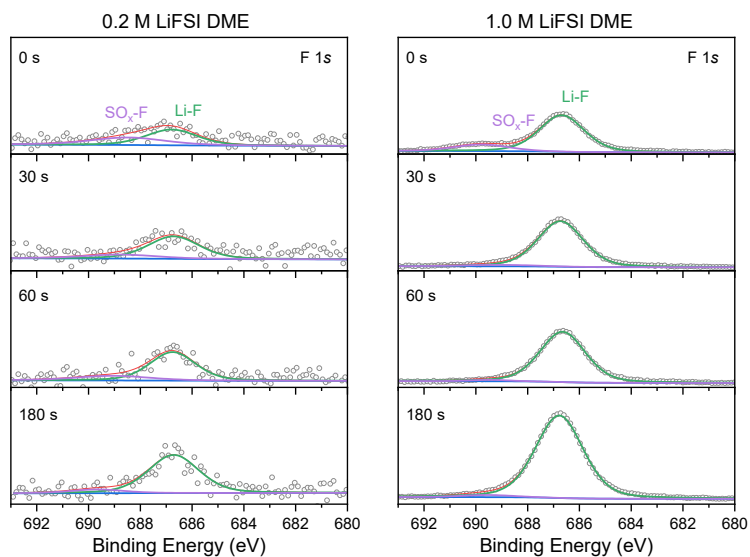 0.2 M LiFSI DME
0 s
F 1s
SOx-F
Li-F
30 s
60 s
180 s
692 690 688 686 684 682 680
Binding Energy (eV)
1.0 M LiFSI DME
0 s
F 1s
SOx-F
Li-F
30 s
60 s
180 s
692 690 688 686 684 682 680
Binding Energy (eV)